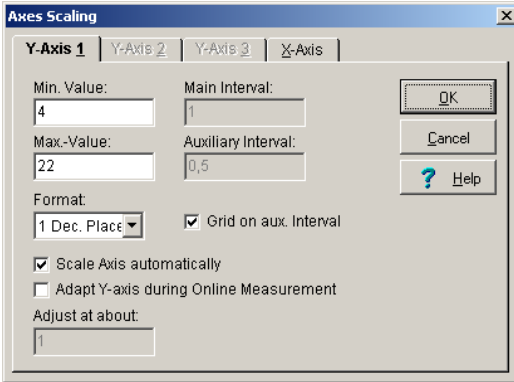 Axes Scaling
Y-Axis 1 Y-Axis 2 Y-Axis 3 X-Axis
Min. Value: Main Interval:
4 1 OK
Max.-Value: Auxiliary Interval: Cancel
22 0,5 Help
Format:
1 Dec. Place Grid on aux. Interval
Scale Axis automatically
Adapt Y-axis during Online Measurement
Adjust at about:
1